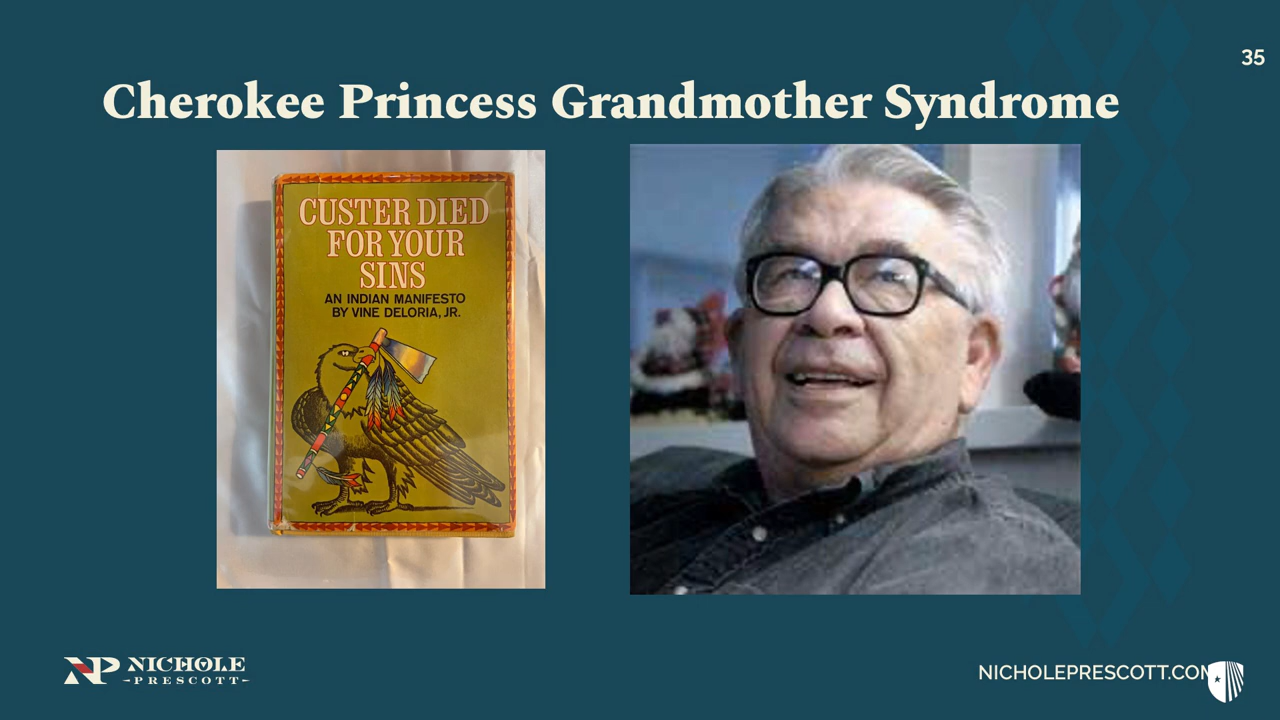 35
Cherokee Princess Grandmother Syndrome
CUSTER DIED
FOR YOUR
SINS
AN INDIAN MANIFESTO
BY VINE DELORIA, JR.
NP NICHOLE
-PRESCOTT-
NICHOLEPRESCOTT.COM